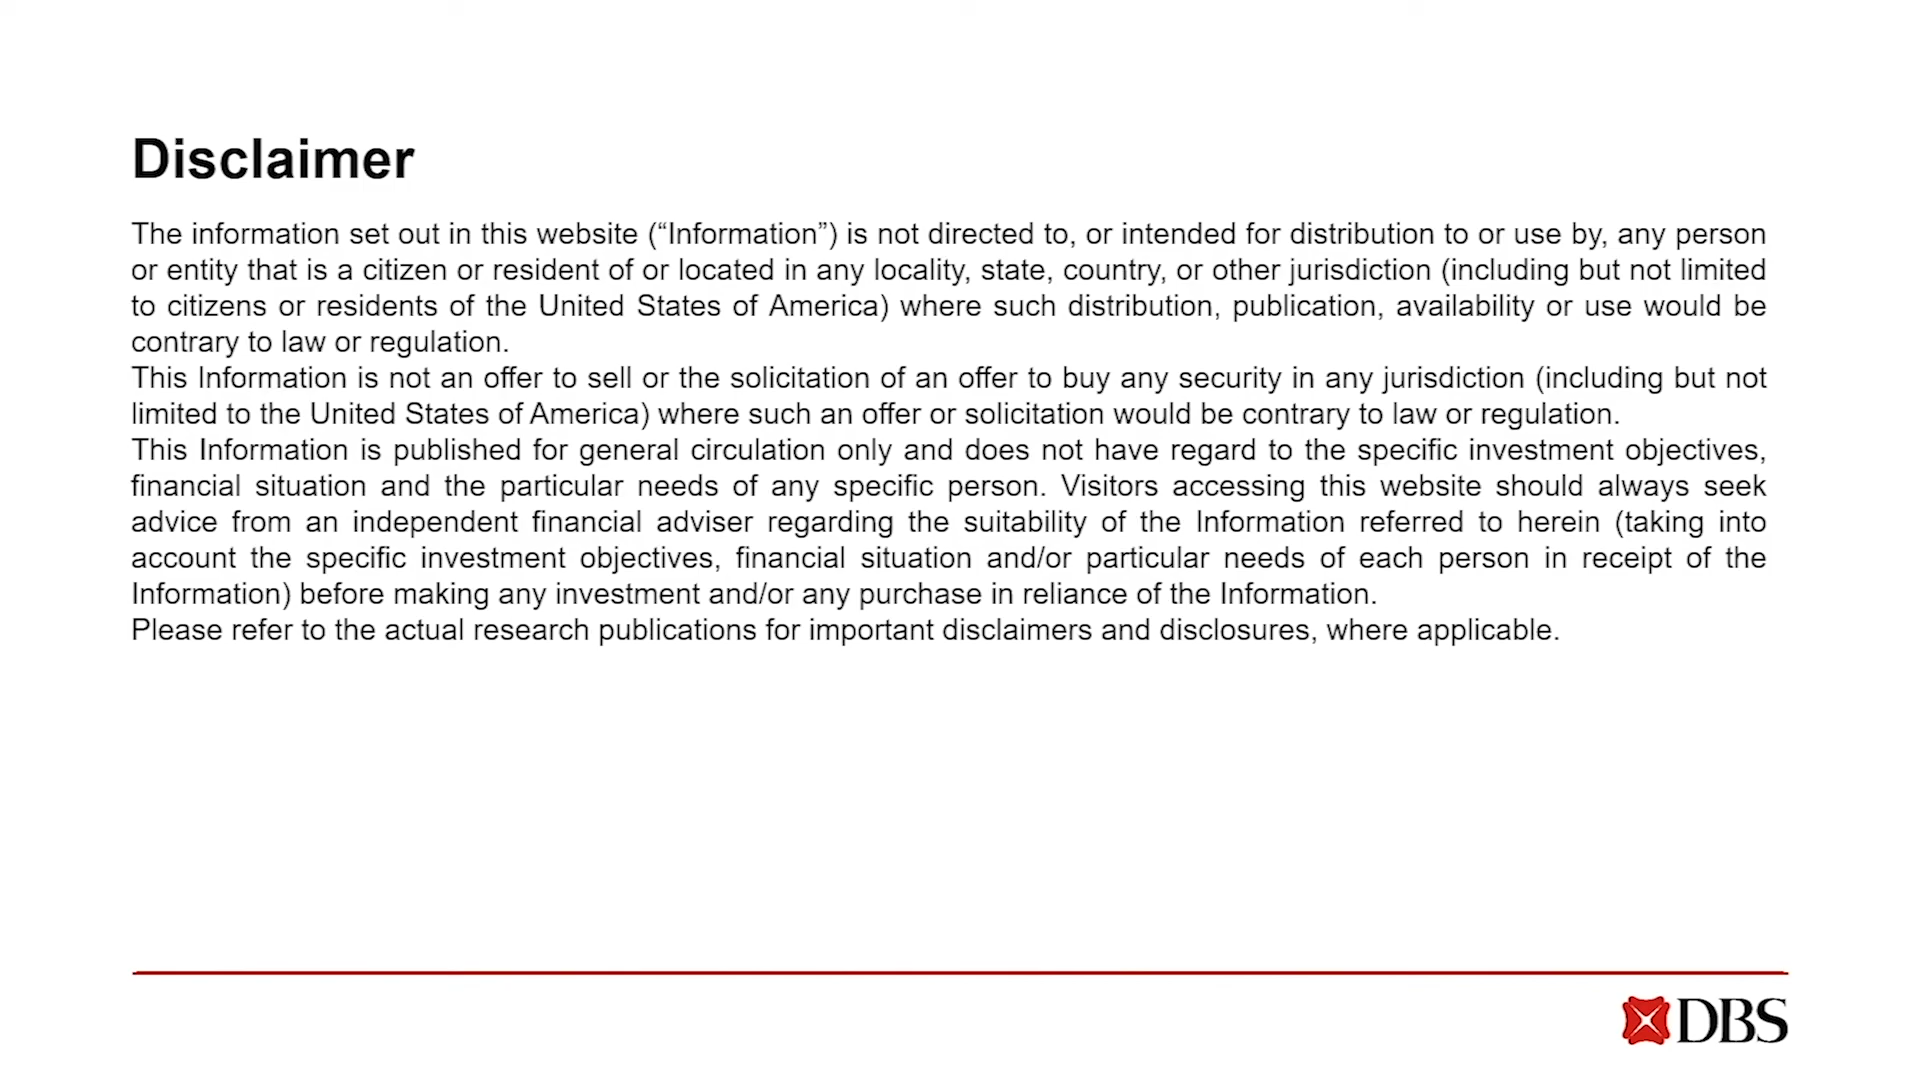 Disclaimer
The information set out in this website (“Information”) is not directed to, or intended for distribution to or use by, any person
or entity that is a citizen or resident of or located in any locality, state, country, or other jurisdiction (including but not limited
to citizens or residents of the United States of America) where such distribution, publication, availability or use would be
contrary to law or regulation.
This Information is not an offer to sell or the solicitation of an offer to buy any security in any jurisdiction (including but not
limited to the United States of America) where such an offer or solicitation would be contrary to law or regulation.
This Information is published for general circulation only and does not have regard to the specific investment objectives,
financial situation and the particular needs of any specific person. Visitors accessing this website should always seek
advice from an independent financial adviser regarding the suitability of the Information referred to herein (taking into
account the specific investment objectives, financial situation and/or particular needs of each person in receipt of the
Information) before making any investment and/or any purchase in reliance of the Information.
Please refer to the actual research publications for important disclaimers and disclosures, where applicable.
DBS